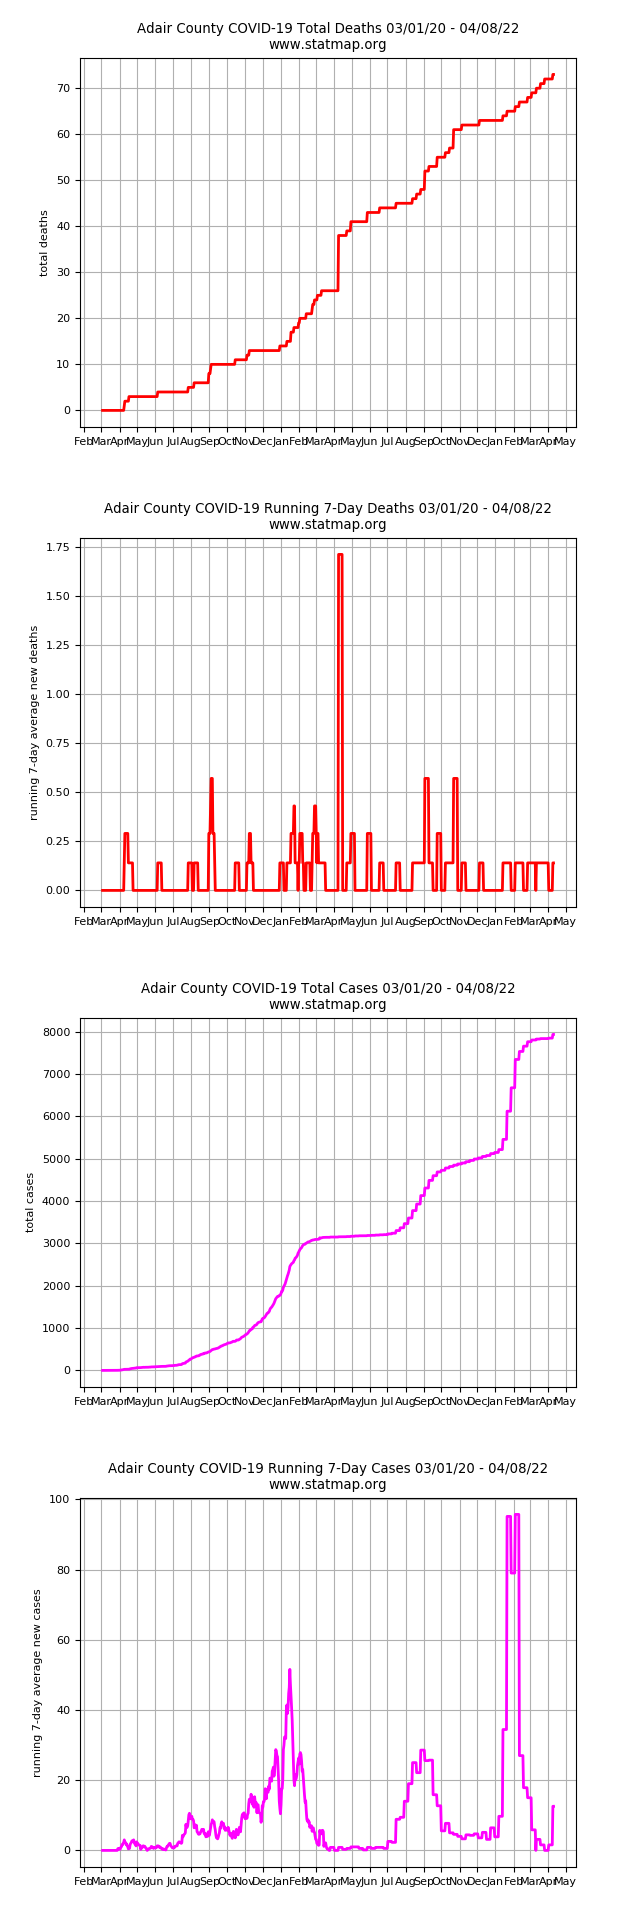 Adair County COVID-19 Total Deaths 03/01/20 - 04/08/22
www.statmap.org
70
60
50
40
30
20
10
0
total deaths
Feb Mar Apr May Jun Jul Aug Sep Oct Nov Dec Jan Feb Mar Apr May Jun Jul Aug Sep Oct Nov Dec Jan Feb Mar Apr May
Adair County COVID-19 Running 7-Day Deaths 03/01/20 - 04/08/22
www.statmap.org
1.75
1.50
1.25
1.00
0.75
0.50
0.25
0.00
running 7-day average new deaths
Feb Mar Apr May Jun Jul Aug Sep Oct Nov Dec Jan Feb Mar Apr May Jun Jul Aug Sep Oct Nov Dec Jan Feb Mar Apr May
Adair County COVID-19 Total Cases 03/01/20 - 04/08/22
www.statmap.org
8000
7000
6000
5000
4000
3000
2000
1000
0
total cases
Feb Mar Apr May Jun Jul Aug Sep Oct Nov Dec Jan Feb Mar Apr May Jun Jul Aug Sep Oct Nov Dec Jan Feb Mar Apr May
Adair County COVID-19 Running 7-Day Cases 03/01/20 - 04/08/22
www.statmap.org
100
80
60
40
20
0
running 7-day average new cases
Feb Mar Apr May Jun Jul Aug Sep Oct Nov Dec Jan Feb Mar Apr May Jun Jul Aug Sep Oct Nov Dec Jan Feb Mar Apr May